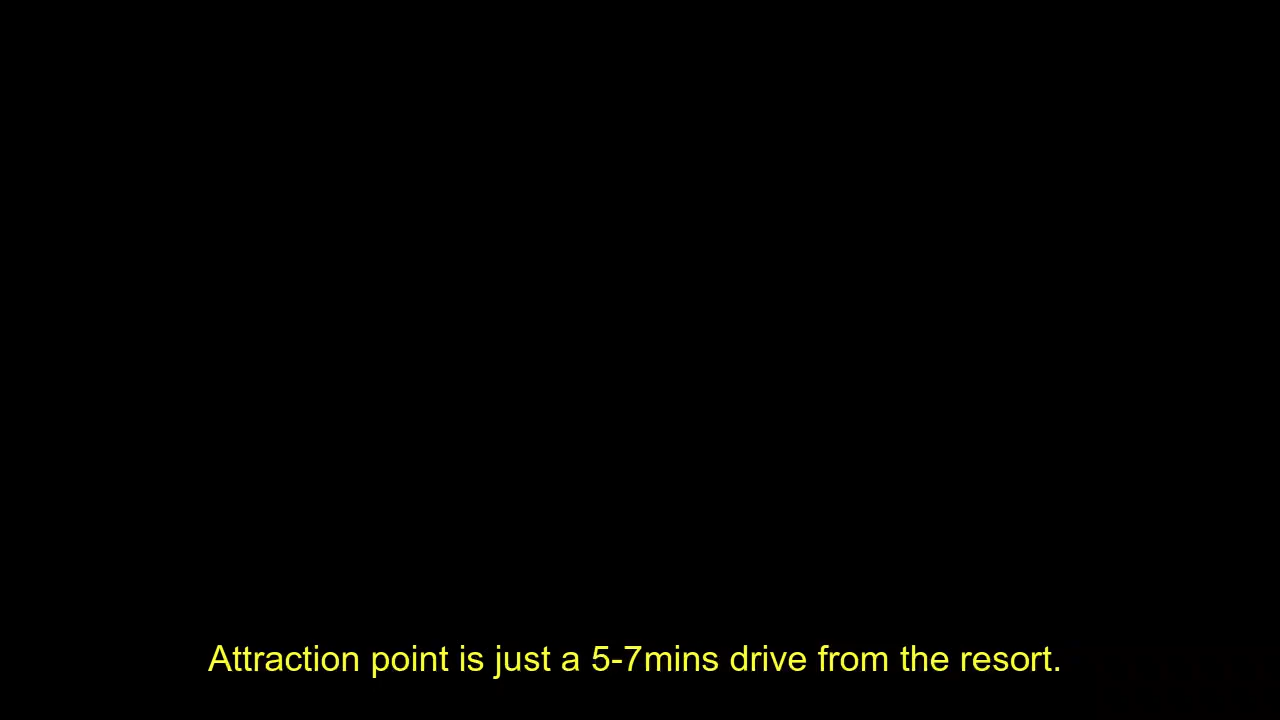 Attraction point is just a 5-7mins drive from the resort.